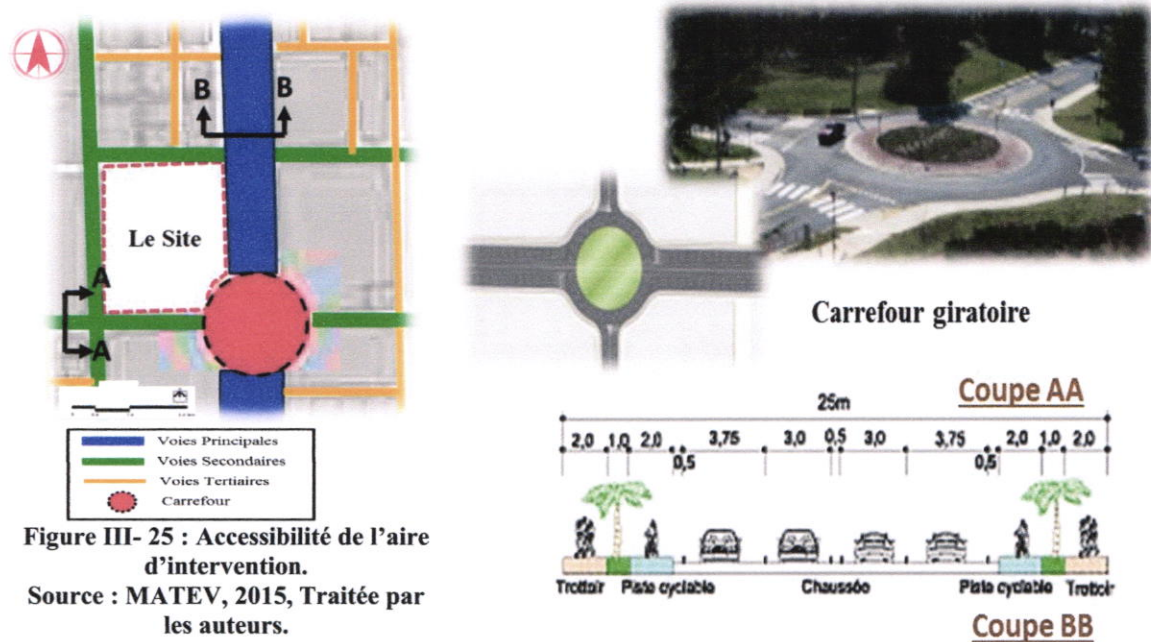 B B
Le Site
A
A
Voies Principales
Voies Secondaires
Voies Tertiaires
Carrefour
Figure III- 25 : Accessibilité de l'aire
d'intervention.
Source : MATEV, 2015, Traitée par
les auteurs.
Carrefour giratoire
Coupe AA
25m
2,0 1,0 2,0 3,75 3,0 0,5 3,0 3,75 2,0 1,0 2,0
0,5 0,5
Trottoir Piste cyclable Chaussée Piste cyclable Trottoir
Coupe BB